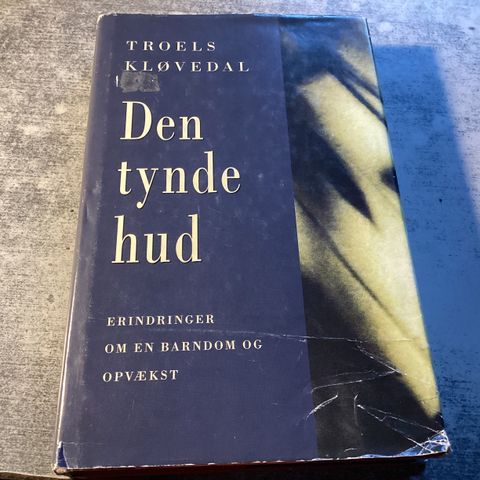 TROELS
KLØVEDAL
Den
tynde
hud
ERINDRINGER
OM EN BARNDOM OG
OPVÆKST